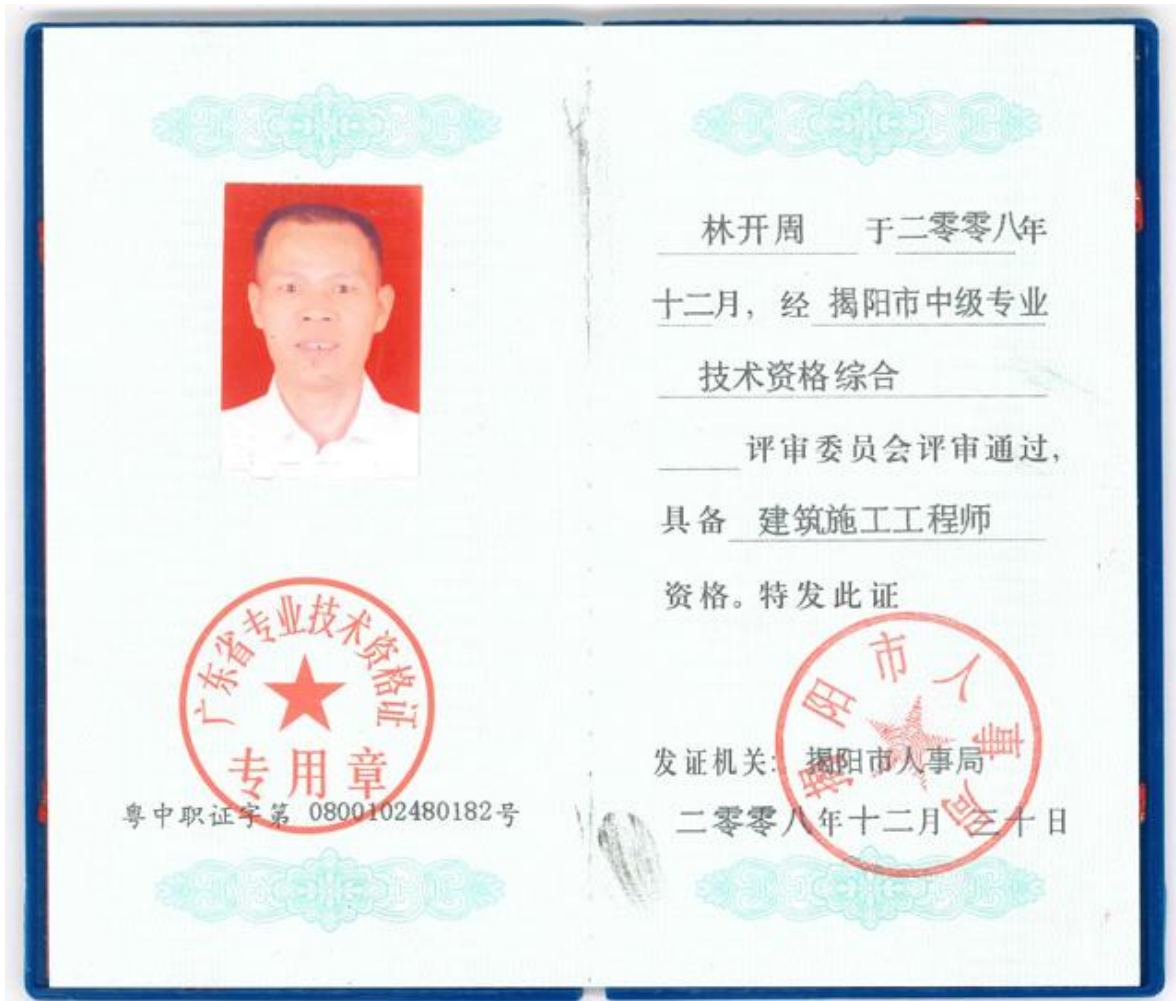 广东省专业技术资格证
专用章
粤中职证字第 0800102480182号
林开周 于二零零八年
十二月，经 揭阳市中级专业
技术资格综合
评审委员会评审通过，
具备 建筑施工工程师
资格。特发此证
揭阳市人事局
发证机关: 揭阳市人事局
二零零八年十二月 三十日